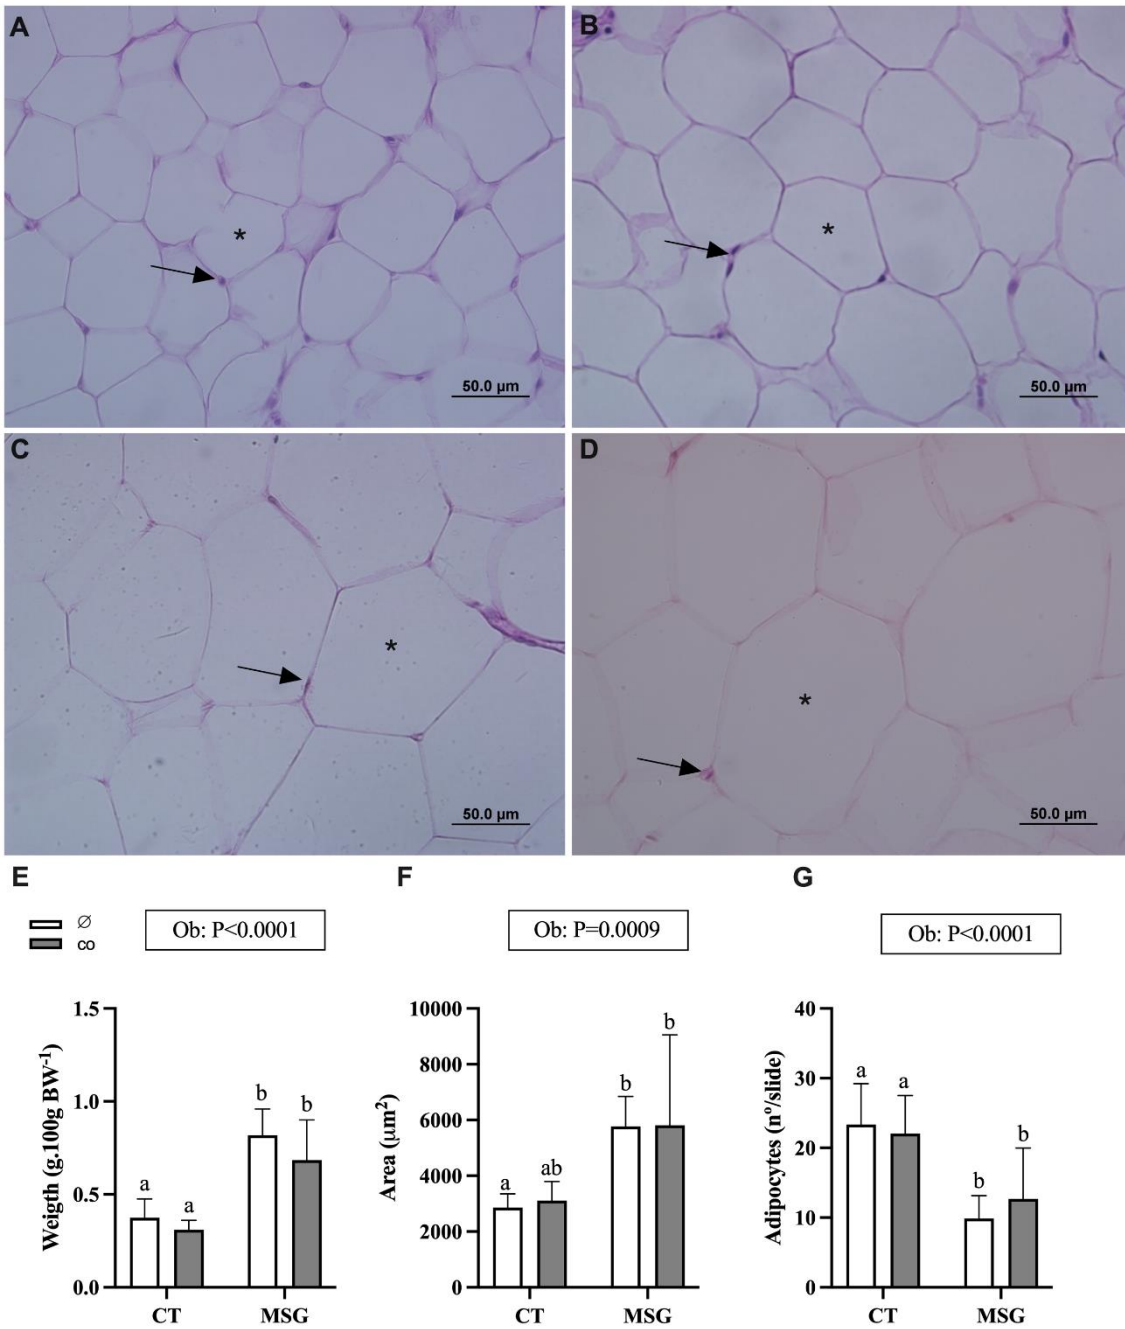 A
B
*
*
50.0 µm
50.0 µm
C
D
*
*
50.0 µm
50.0 µm
E
F
G
∅
co
Ob: P<0.0001
Ob: P=0.0009
Ob: P<0.0001
Weigth (g.100g BW-1)
1.5
1.0
0.5
0.0
a
a
b
b
CT
MSG
Area (µm²)
10000
8000
6000
4000
2000
0
a
ab
b
b
CT
MSG
Adipocytes (nº/slide)
40
30
20
10
0
a
a
b
b
CT
MSG